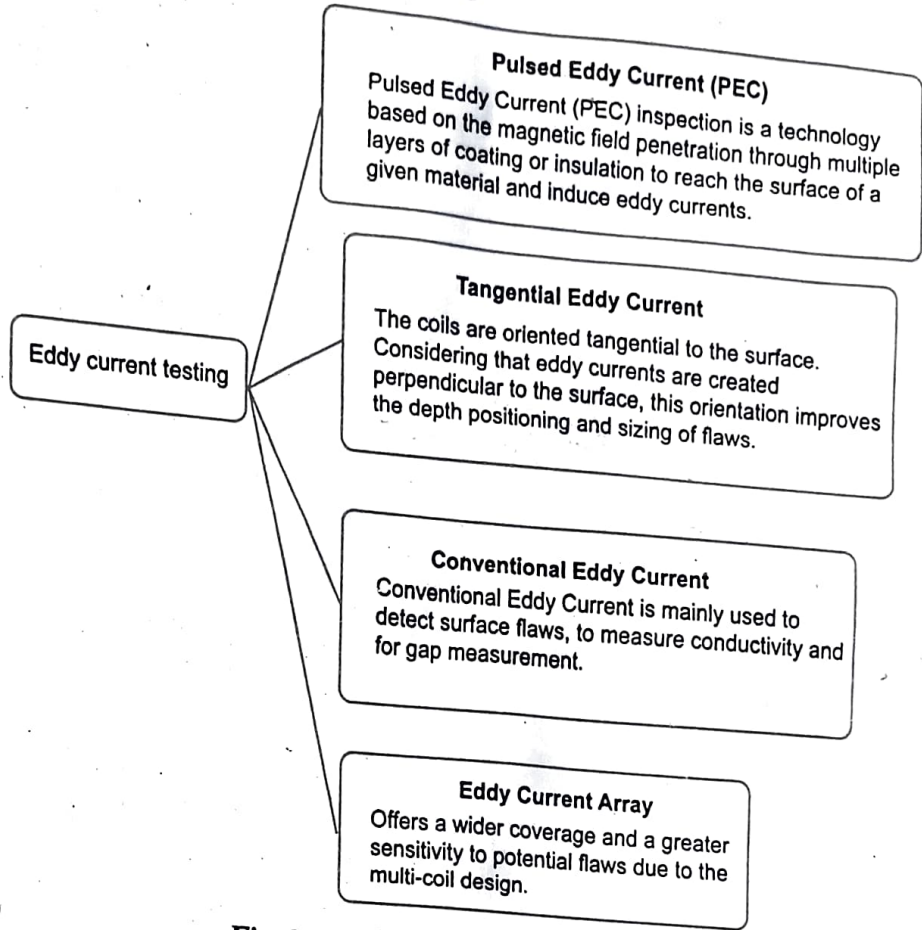 Pulsed Eddy Current (PEC)
Pulsed Eddy Current (PEC) inspection is a technology
based on the magnetic field penetration through multiple
layers of coating or insulation to reach the surface of a
given material and induce eddy currents.
Tangential Eddy Current
The coils are oriented tangential to the surface.
Considering that eddy currents are created
perpendicular to the surface, this orientation improves
the depth positioning and sizing of flaws.
Eddy current testing
Conventional Eddy Current
Conventional Eddy Current is mainly used to
detect surface flaws, to measure conductivity and
for gap measurement.
Eddy Current Array
Offers a wider coverage and a greater
sensitivity to potential flaws due to the
multi-coil design.